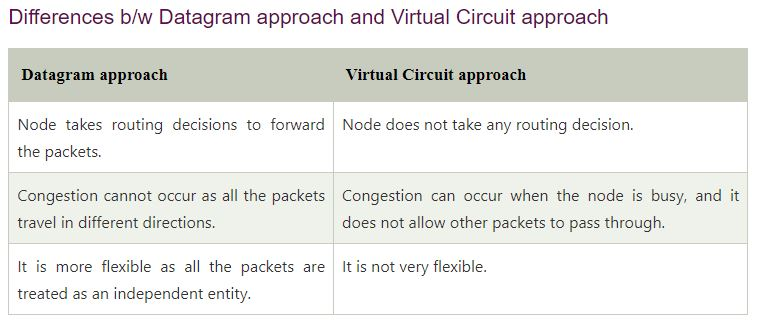 Differences b/w Datagram approach and Virtual Circuit approach
Datagram approach
Virtual Circuit approach
Node takes routing decisions to forward
the packets.
Node does not take any routing decision.
Congestion cannot occur as all the packets
travel in different directions.
Congestion can occur when the node is busy, and it
does not allow other packets to pass through.
It is more flexible as all the packets are
treated as an independent entity.
It is not very flexible.